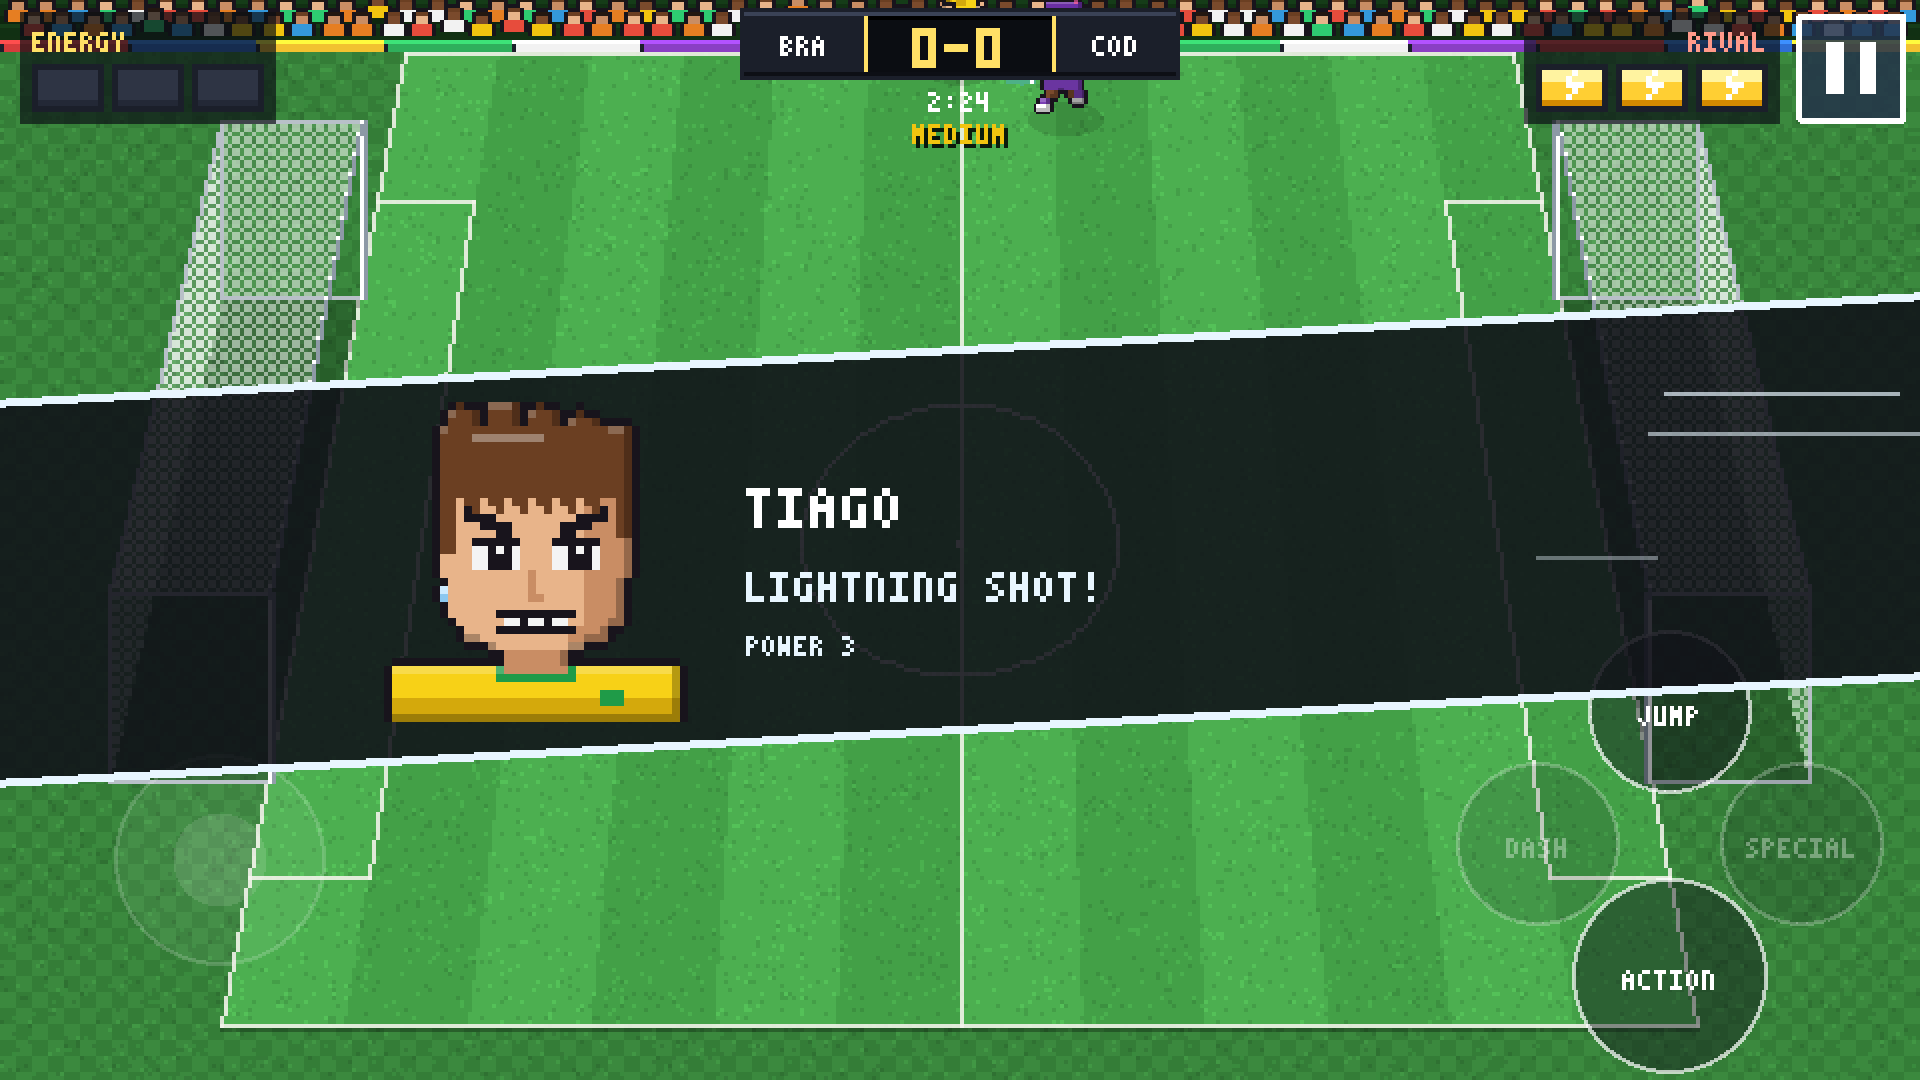 ENERGY
BRA 0-0 COD
RIVAL
2:24
MEDIUM
TIAGO
LIGHTNING SHOT!
POWER 3
JUMP
DASH
SPECIAL
ACTION